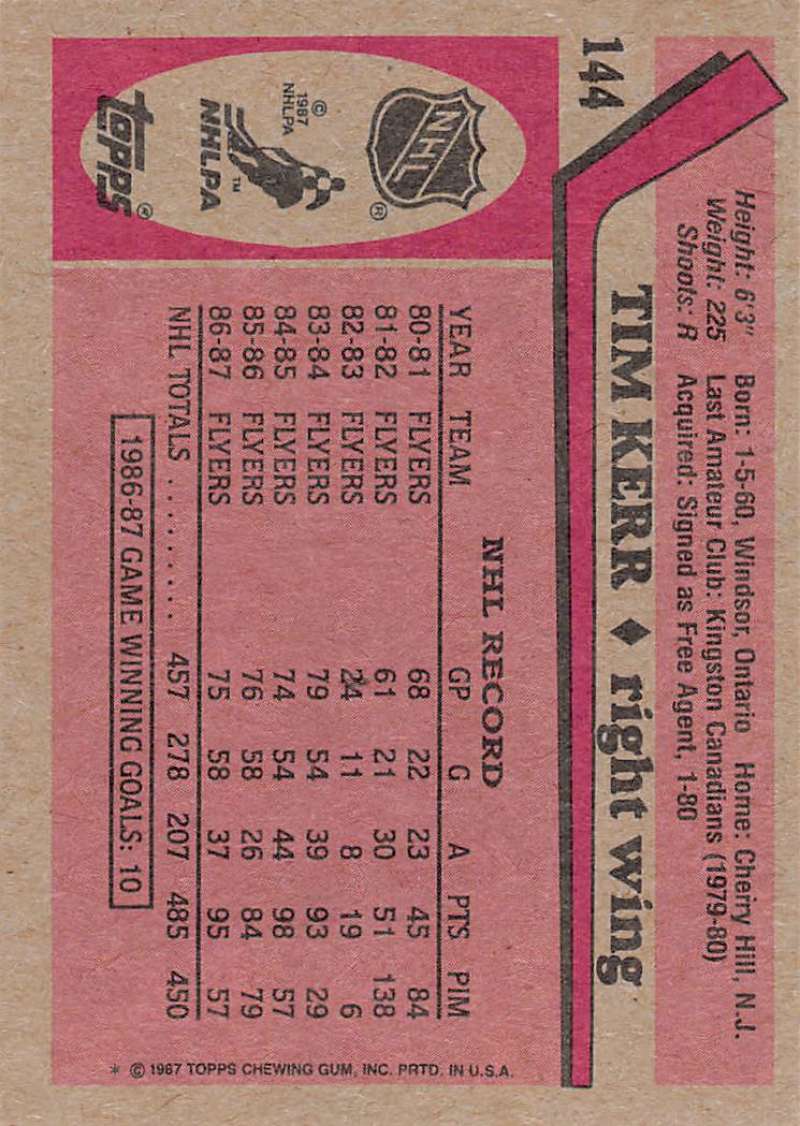 144
Height: 6'3" Born: 1-5-60, Windsor, Ontario Home: Cherry Hill, N.J.
Weight: 225 Last Amateur Club: Kingston Canadians (1979-80)
Shoots: R Acquired: Signed as Free Agent, 1-80
TIM KERR ♦ right wing
NHL
®
© 1987
NHLPA
TM
NHLPA
topps
®
NHL RECORD
YEAR TEAM GP G A PTS PIM
80-81 FLYERS 68 22 23 45 84
81-82 FLYERS 61 21 30 51 138
82-83 FLYERS 24 11 8 19 6
83-84 FLYERS 79 54 39 93 29
84-85 FLYERS 74 54 44 98 57
85-86 FLYERS 76 58 26 84 79
86-87 FLYERS 75 58 37 95 57
NHL TOTALS .......... 457 278 207 485 450
1986-87 GAME WINNING GOALS: 10
* © 1987 TOPPS CHEWING GUM, INC. PRTD. IN U.S.A.